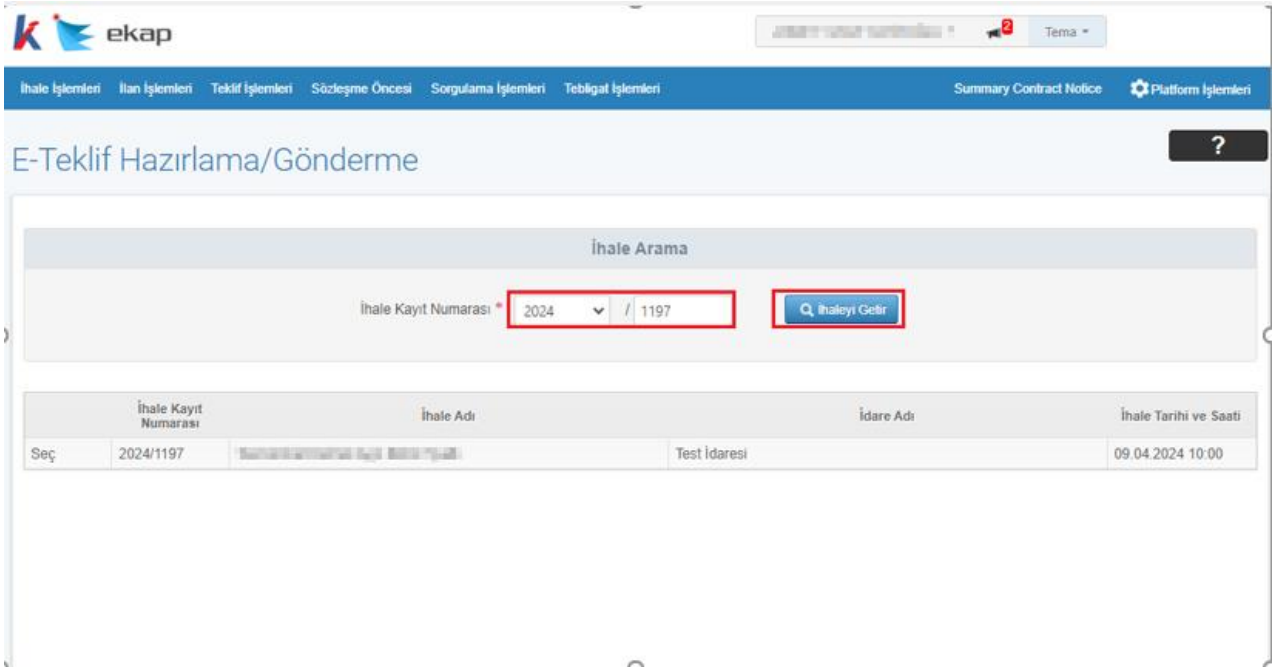 ekap
2 Tema
İhale İşlemleri İlan İşlemleri Teklif İşlemleri Sözleşme Öncesi Sorgulama İşlemleri Tebligat İşlemleri Summary Contract Notice Platform İşlemleri
E-Teklif Hazırlama/Gönderme ?
İhale Arama
İhale Kayıt Numarası * 2024 / 1197 İhaleyi Getir
İhale Kayıt Numarası İhale Adı İdare Adı İhale Tarihi ve Saati
Seç 2024/1197 Test İdaresi 09.04.2024 10:00